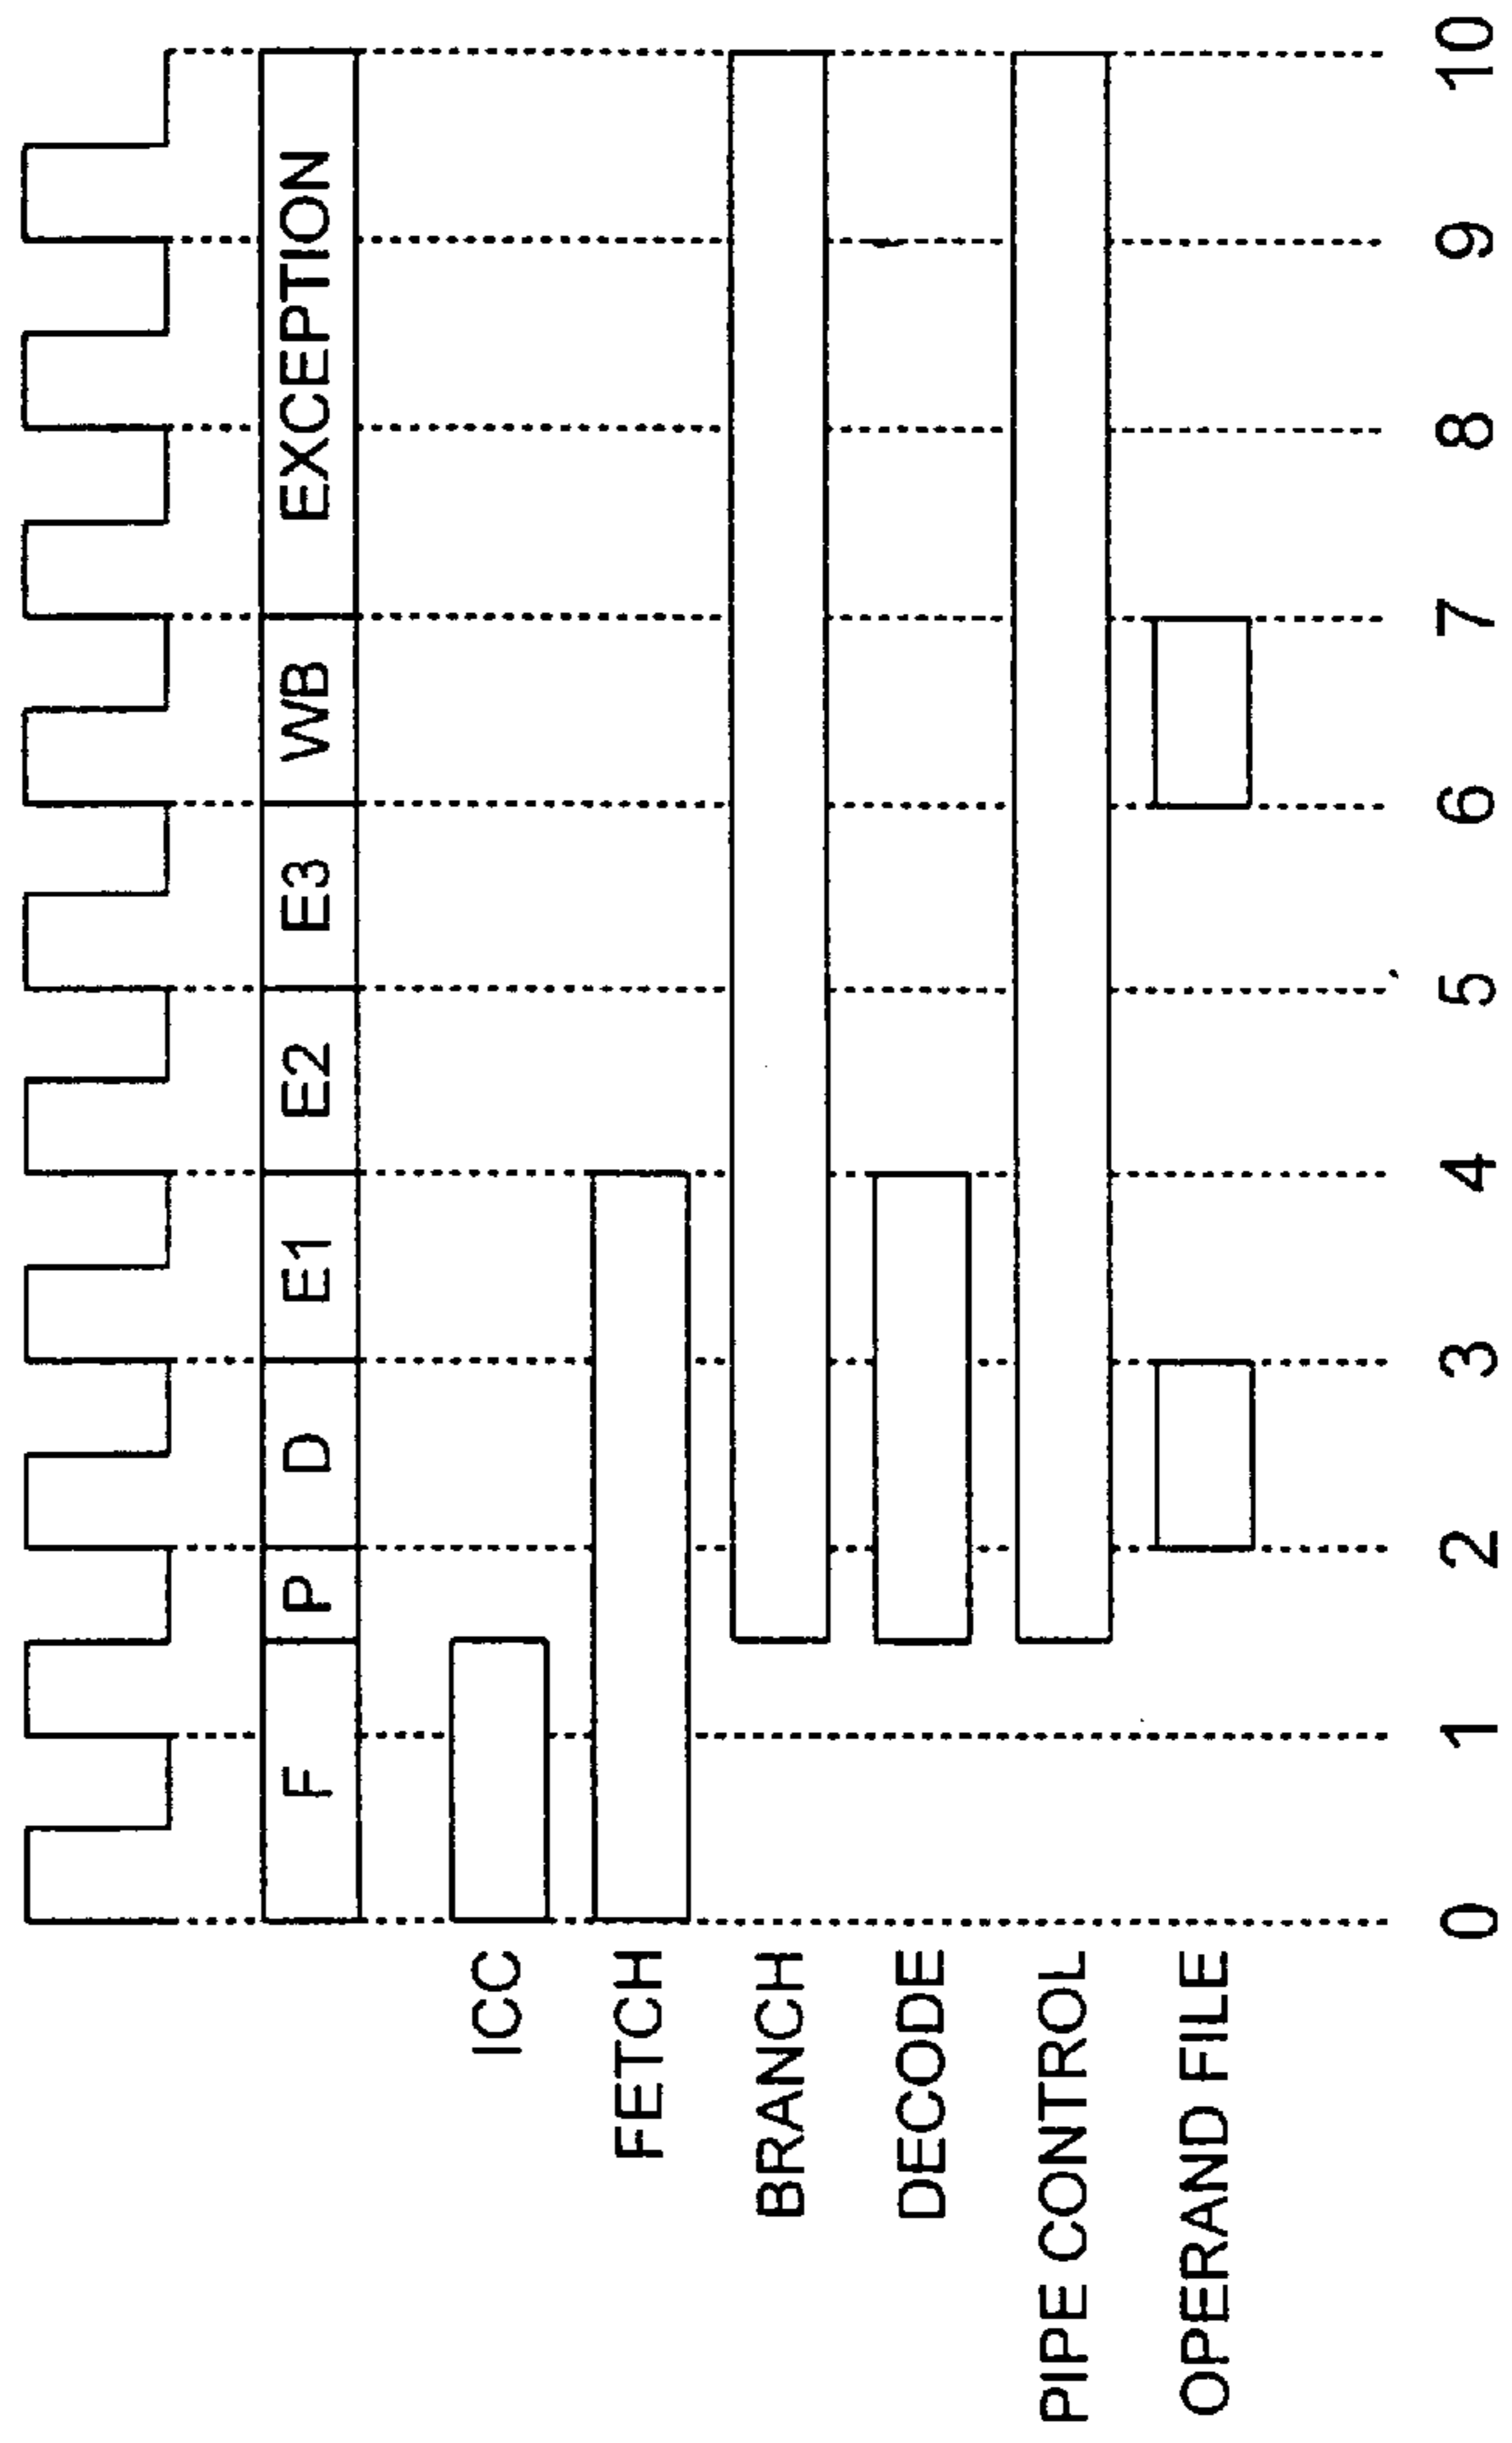 F P D E1 E2 E3 WB EXCEPTION
ICC
FETCH
BRANCH
DECODE
PIPE CONTROL
OPERAND FILE
0 1 2 3 4 5 6 7 8 9 10